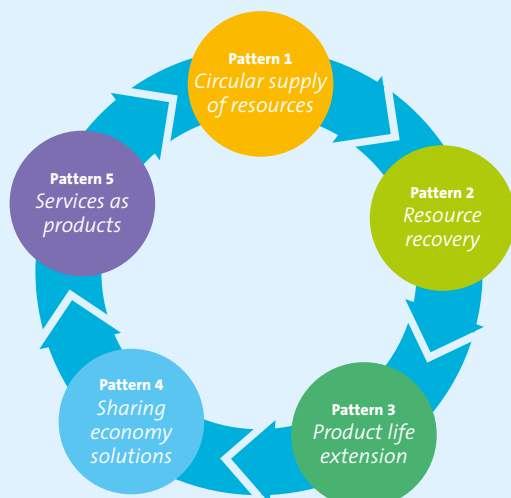 Pattern 1
Circular supply
of resources
Pattern 2
Resource
recovery
Pattern 3
Product life
extension
Pattern 4
Sharing
economy
solutions
Pattern 5
Services as
products